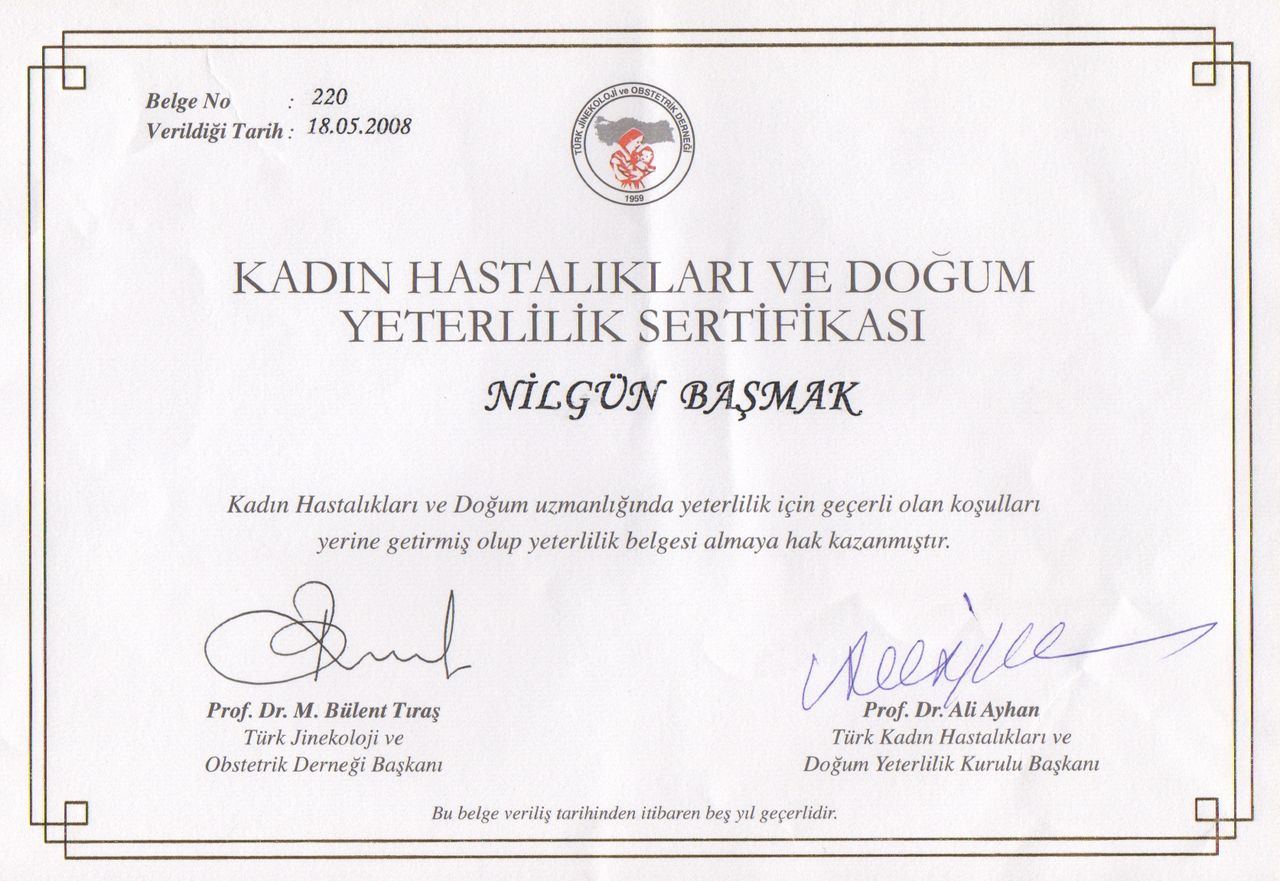 Belge No : 220
Verildiği Tarih : 18.05.2008
TÜRK JİNEKOLOJİ ve OBSTETRİK DERNEĞİ
1959
KADIN HASTALIKLARI VE DOĞUM
YETERLİLİK SERTİFİKASI
NİLGÜN BAŞMAK
Kadın Hastalıkları ve Doğum uzmanlığında yeterlilik için geçerli olan koşulları
yerine getirmiş olup yeterlilik belgesi almaya hak kazanmıştır.
Prof. Dr. M. Bülent Tıraş
Türk Jinekoloji ve
Obstetrik Derneği Başkanı
Prof. Dr. Ali Ayhan
Türk Kadın Hastalıkları ve
Doğum Yeterlilik Kurulu Başkanı
Bu belge veriliş tarihinden itibaren beş yıl geçerlidir.